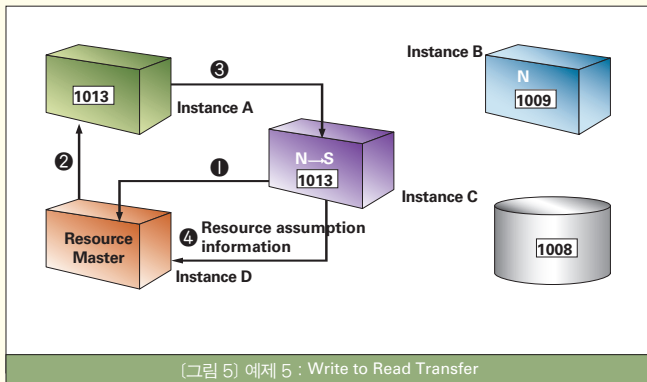 ❸
Instance B
1013
Instance A
N
1009
❷
❶
N→S
1013
Instance C
Resource Master
❹ Resource assumption
information
Instance D
1008
[그림 5] 예제 5 : Write to Read Transfer